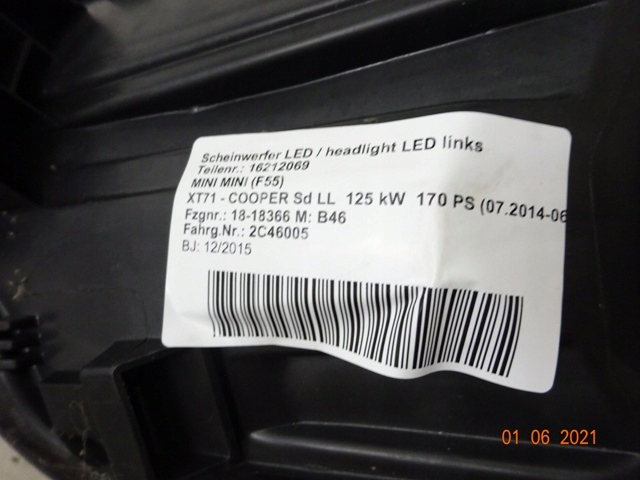 Scheinwerfer LED / headlight LED links
Teilenr.: 16212069
MINI MINI (F55)
XT71 - COOPER Sd LL 125 kW 170 PS (07.2014-06
Fzgnr.: 18-18366 M: B46
Fahrg.Nr.: 2C46005
BJ: 12/2015
01 06 2021